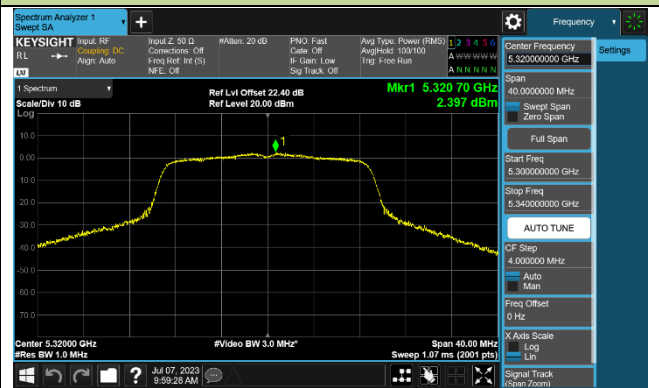 Spectrum Analyzer 1
Swept SA
Frequency
KEYSIGHT
RL
LXI
Input: RF
Coupling: DC
Align: Auto
Input Z: 50 Ω
Corrections: Off
Freq Ref: Int (S)
NFE: Off
#Atten: 20 dB
PNO: Fast
Gate: Off
IF Gain: Low
Sig Track: Off
Avg Type: Power (RMS)
Avg|Hold: 100/100
Trig: Free Run
1 2 3 4 5 6
A W W W W W
A N N N N N
1 Spectrum
Scale/Div 10 dB
Log
Ref Lvl Offset 22.40 dB
Ref Level 20.00 dBm
Mkr1 5.320 70 GHz
2.397 dBm
1
10.0
0.00
-10.0
-20.0
-30.0
-40.0
-50.0
-60.0
-70.0
Center 5.32000 GHz
#Res BW 1.0 MHz
#Video BW 3.0 MHz*
Span 40.00 MHz
Sweep 1.07 ms (2001 pts)
Center Frequency
5.320000000 GHz
Settings
Span
40.0000000 MHz
Swept Span
Zero Span
Full Span
Start Freq
5.300000000 GHz
Stop Freq
5.340000000 GHz
AUTO TUNE
CF Step
4.000000 MHz
Auto
Man
Freq Offset
0 Hz
X Axis Scale
Log
Lin
Signal Track
(Span Zoom)
?
Jul 07, 2023
9:59:28 AM